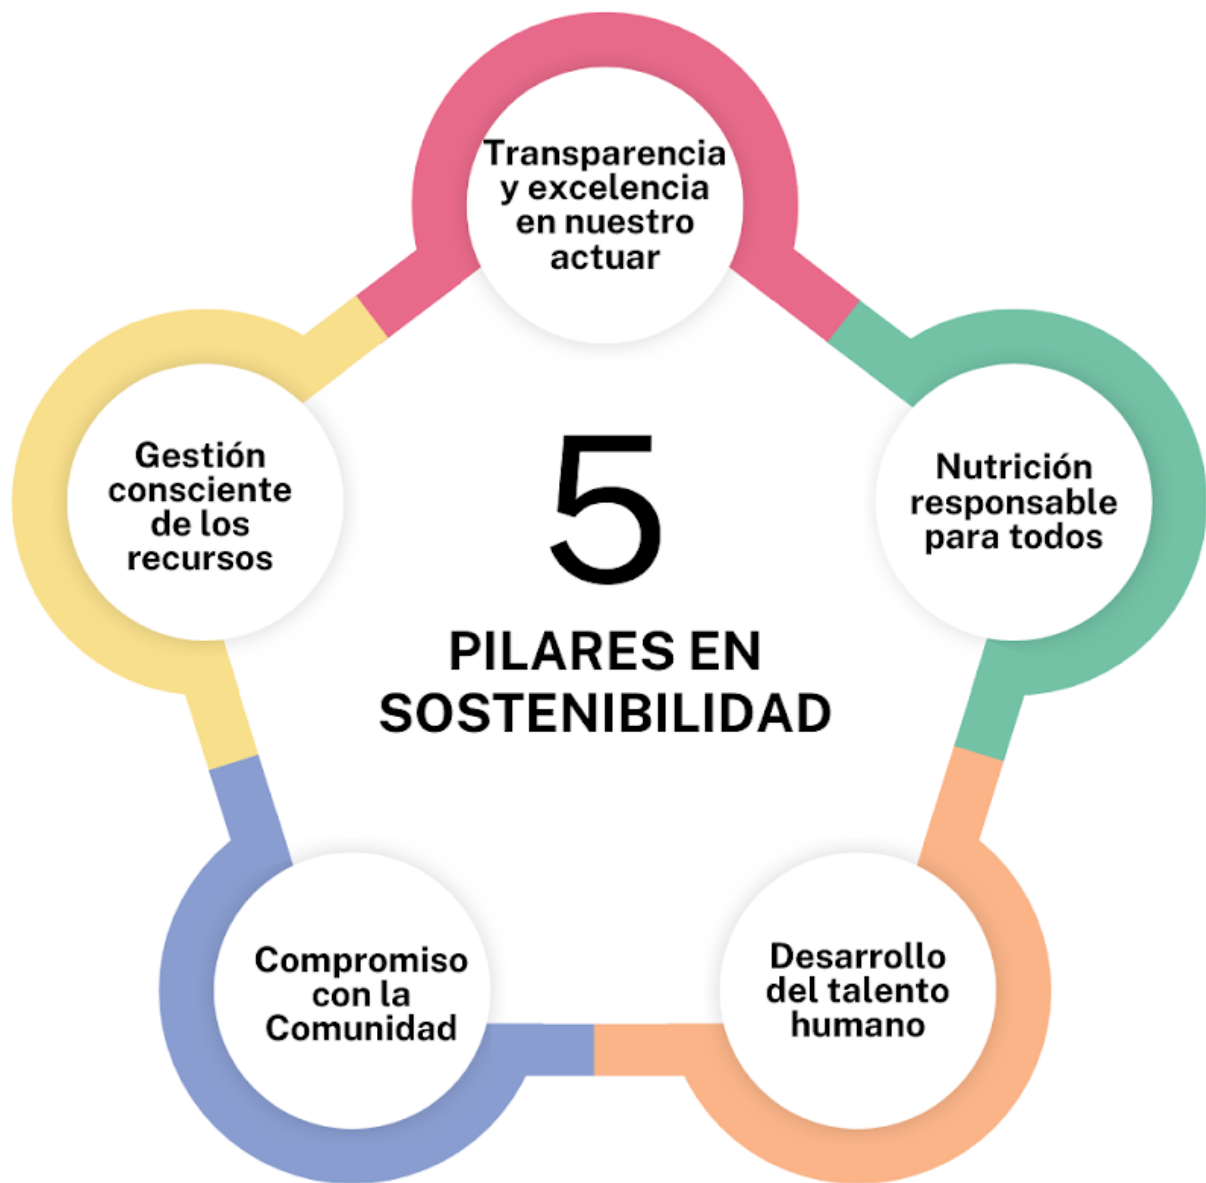 Transparencia
y excelencia
en nuestro
actuar
Gestión
consciente
de los
recursos
5
PILARES EN
SOSTENIBILIDAD
Nutrición
responsable
para todos
Compromiso
con la
Comunidad
Desarrollo
del talento
humano